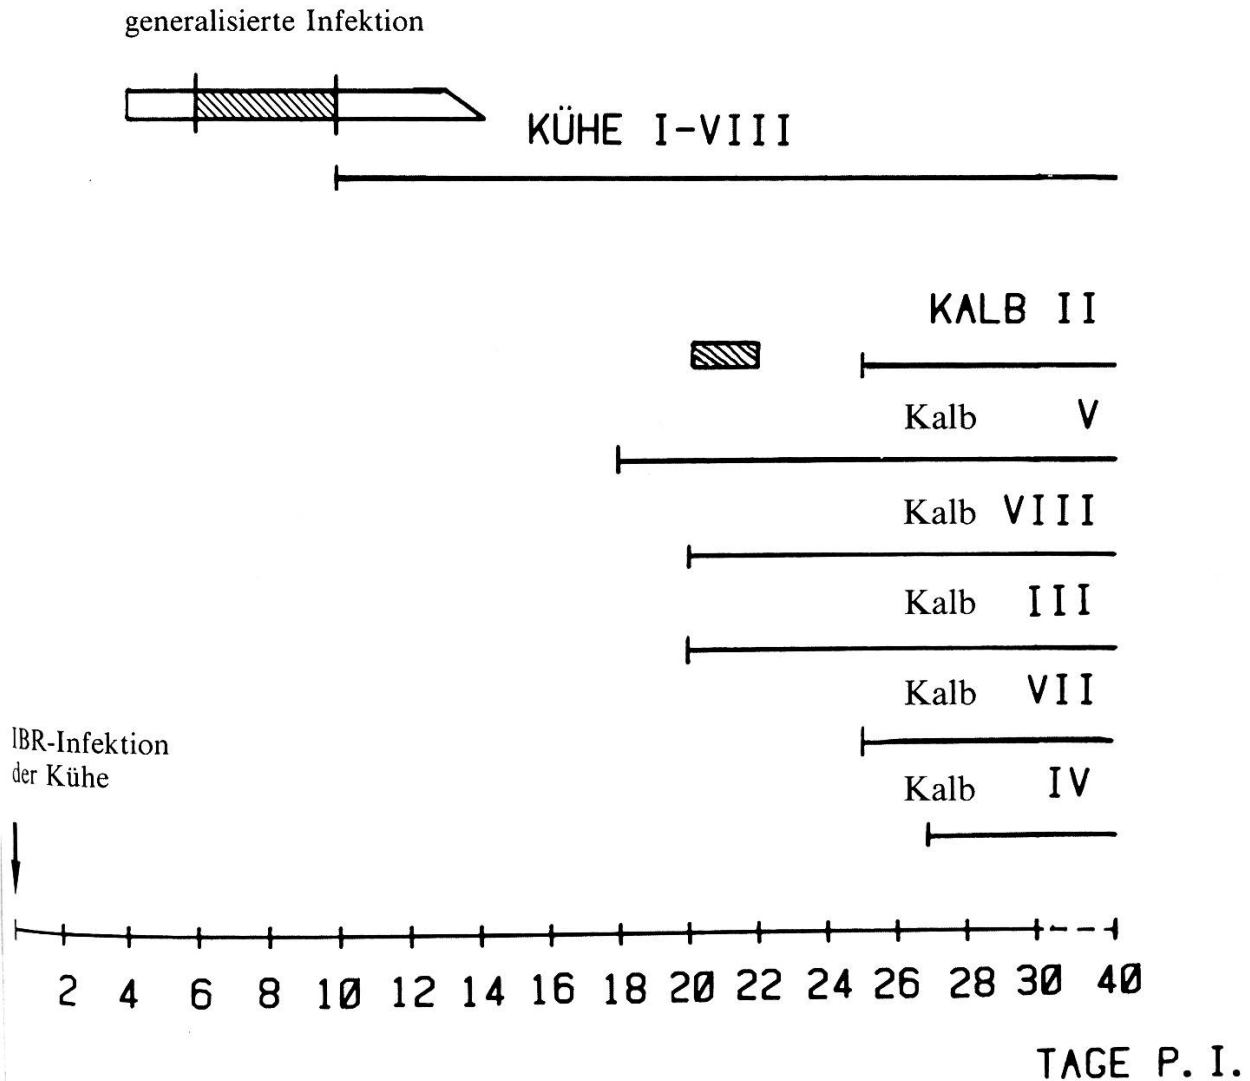 generalisierte Infektion
KÜHE I-VIII
KALB II
Kalb V
Kalb VIII
Kalb III
Kalb VII
IBR-Infektion
der Kühe
Kalb IV
2 4 6 8 10 12 14 16 18 20 22 24 26 28 30 40
TAGE P. I.